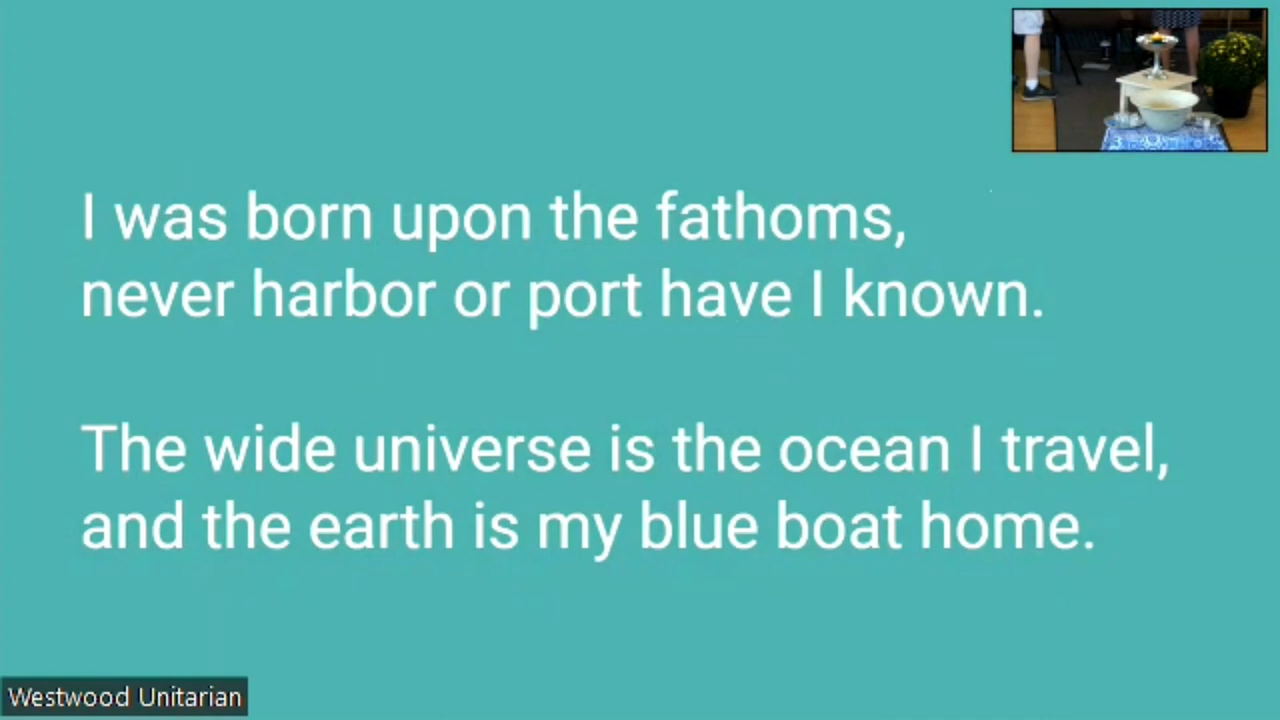 I was born upon the fathoms,
never harbor or port have I known.
The wide universe is the ocean I travel,
and the earth is my blue boat home.
Westwood Unitarian